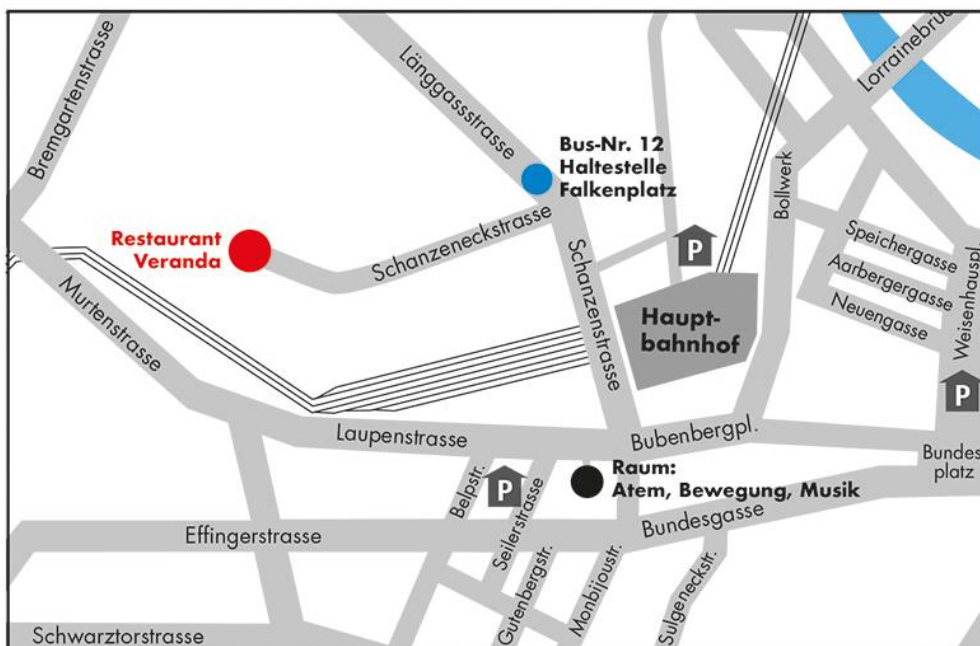 Bremgartenstrasse
Länggassstrasse
Lorrainebrü
Bus-Nr. 12
Haltestelle
Falkenplatz
Bollwerk
Restaurant
Veranda
Schanzeneckstrasse
Schanzenstrasse
P
Speichergasse
Aarbergergasse
Neuengasse
Weisenhauspl.
Murtenstrasse
Haupt-
bahnhof
P
Laupenstrasse
Bubenbergpl.
Bundes
platz
Belpstr.
P
Seilerstrasse
Raum:
Atem, Bewegung, Musik
Effingerstrasse
Bundesgasse
Gutenbergstr.
Monbijoustr.
Sulgeneckstr.
Schwarztorstrasse